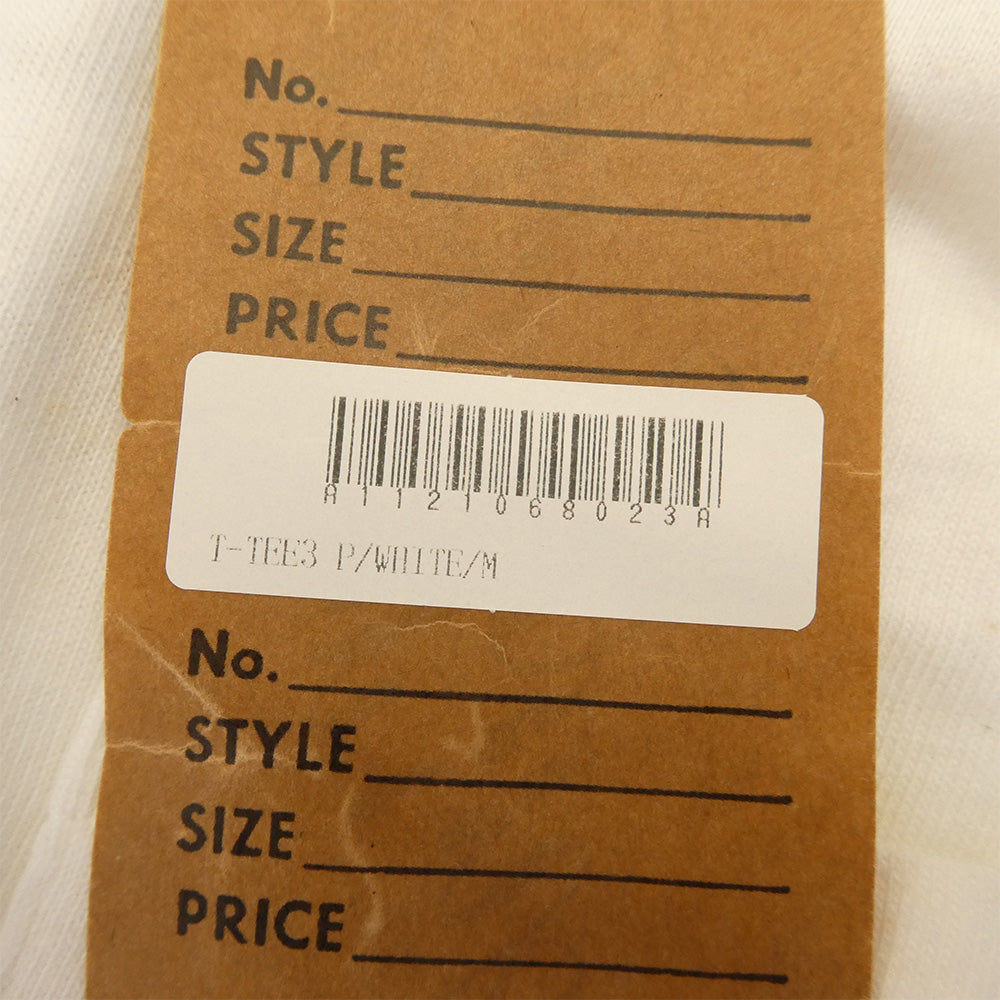 No.
STYLE
SIZE
PRICE
A1121068023A
T-TEE3 P/WHITE/M
No.
STYLE
SIZE
PRICE